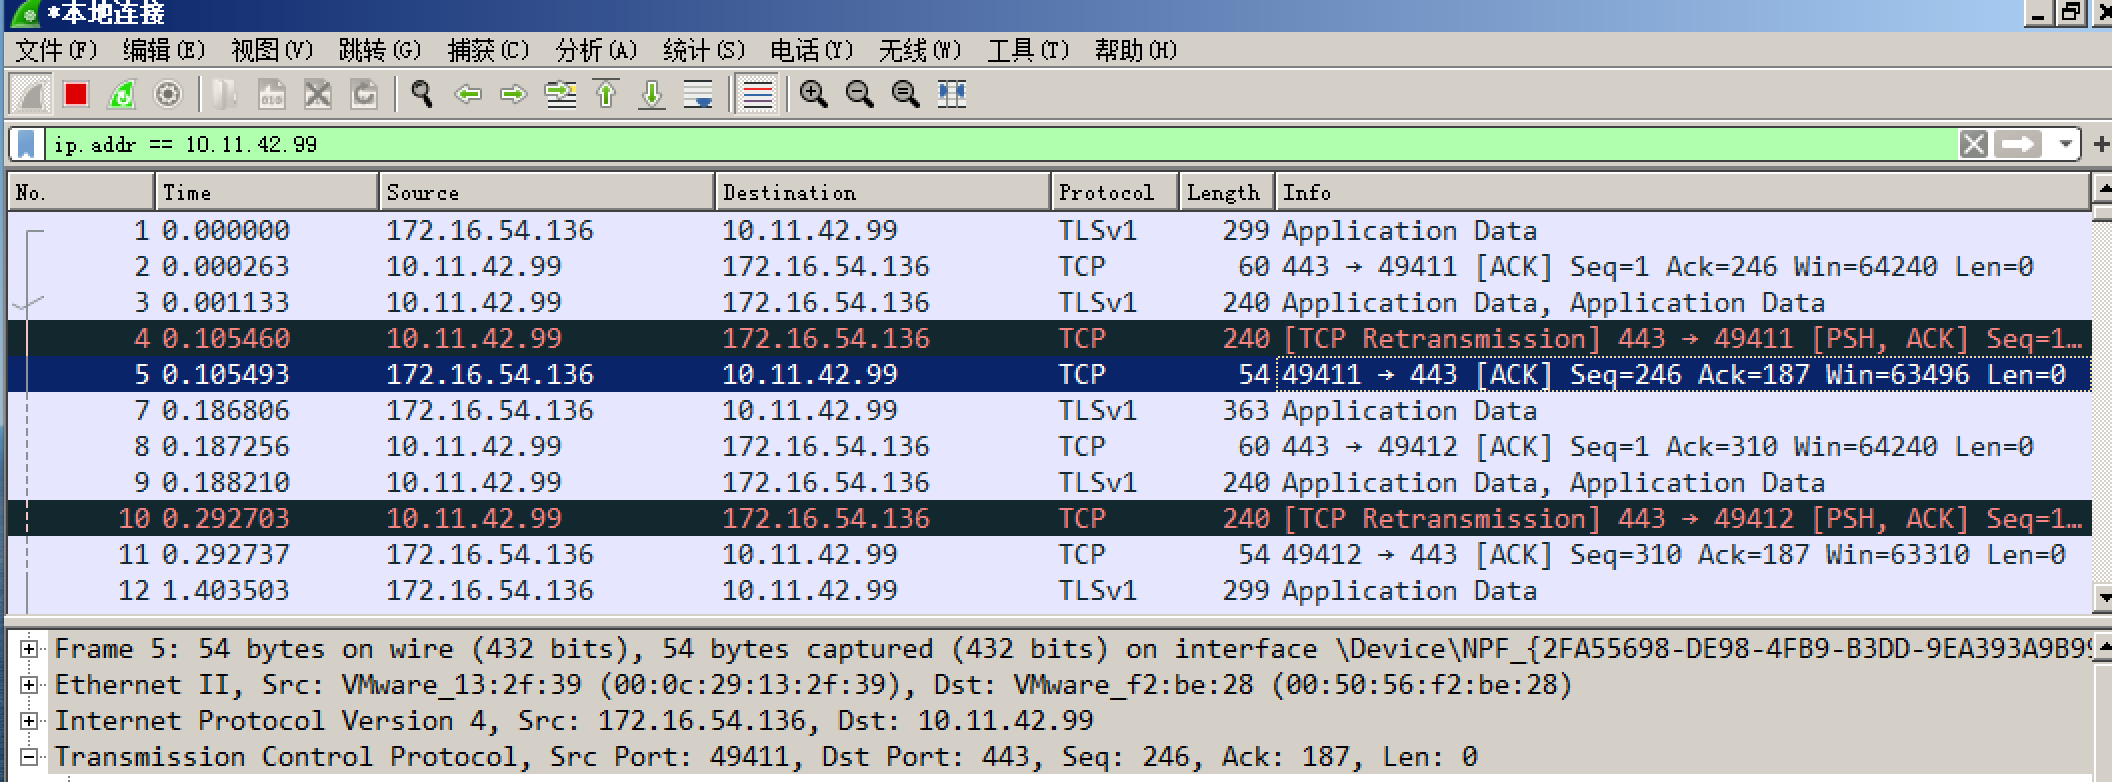 *本地连接
文件(F) 编辑(E) 视图(V) 跳转(G) 捕获(C) 分析(A) 统计(S) 电话(Y) 无线(W) 工具(T) 帮助(H)
ip.addr == 10.11.42.99
No. Time Source Destination Protocol Length Info
1 0.000000 172.16.54.136 10.11.42.99 TLSv1 299 Application Data
2 0.000263 10.11.42.99 172.16.54.136 TCP 60 443 → 49411 [ACK] Seq=1 Ack=246 Win=64240 Len=0
3 0.001133 10.11.42.99 172.16.54.136 TLSv1 240 Application Data, Application Data
4 0.105460 10.11.42.99 172.16.54.136 TCP 240 [TCP Retransmission] 443 → 49411 [PSH, ACK] Seq=1…
5 0.105493 172.16.54.136 10.11.42.99 TCP 54 49411 → 443 [ACK] Seq=246 Ack=187 Win=63496 Len=0
7 0.186806 172.16.54.136 10.11.42.99 TLSv1 363 Application Data
8 0.187256 10.11.42.99 172.16.54.136 TCP 60 443 → 49412 [ACK] Seq=1 Ack=310 Win=64240 Len=0
9 0.188210 10.11.42.99 172.16.54.136 TLSv1 240 Application Data, Application Data
10 0.292703 10.11.42.99 172.16.54.136 TCP 240 [TCP Retransmission] 443 → 49412 [PSH, ACK] Seq=1…
11 0.292737 172.16.54.136 10.11.42.99 TCP 54 49412 → 443 [ACK] Seq=310 Ack=187 Win=63310 Len=0
12 1.403503 172.16.54.136 10.11.42.99 TLSv1 299 Application Data
Frame 5: 54 bytes on wire (432 bits), 54 bytes captured (432 bits) on interface \Device\NPF_{2FA55698-DE98-4FB9-B3DD-9EA393A9B99
Ethernet II, Src: VMware_13:2f:39 (00:0c:29:13:2f:39), Dst: VMware_f2:be:28 (00:50:56:f2:be:28)
Internet Protocol Version 4, Src: 172.16.54.136, Dst: 10.11.42.99
Transmission Control Protocol, Src Port: 49411, Dst Port: 443, Seq: 246, Ack: 187, Len: 0